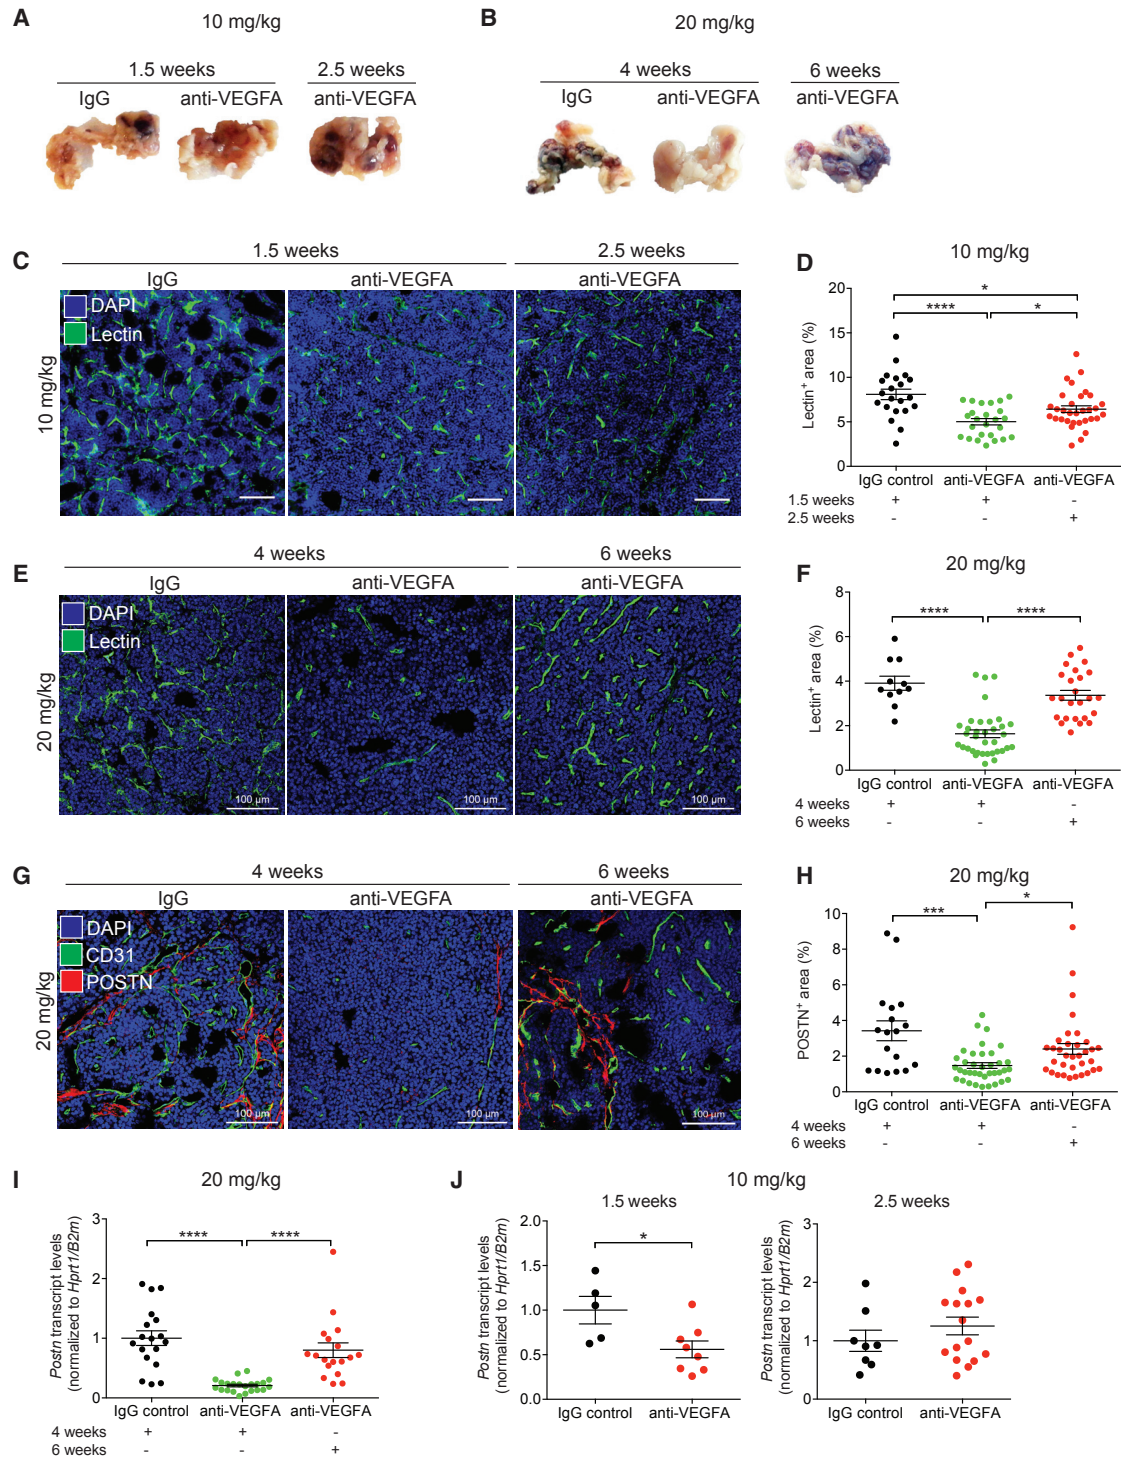 A
10 mg/kg
1.5 weeks
2.5 weeks
IgG
anti-VEGFA
anti-VEGFA
B
20 mg/kg
4 weeks
6 weeks
IgG
anti-VEGFA
anti-VEGFA
C
1.5 weeks
2.5 weeks
IgG
anti-VEGFA
anti-VEGFA
DAPI
Lectin
10 mg/kg
D
10 mg/kg
Lectin+ area (%)
20
15
10
5
0
*
**** *
IgG control anti-VEGFA anti-VEGFA
1.5 weeks + + -
2.5 weeks - - +
E
4 weeks
6 weeks
IgG
anti-VEGFA
anti-VEGFA
DAPI
Lectin
20 mg/kg
100 µm
100 µm
100 µm
F
20 mg/kg
Lectin+ area (%)
8
6
4
2
0
**** ****
IgG control anti-VEGFA anti-VEGFA
4 weeks + + -
6 weeks - - +
G
4 weeks
6 weeks
IgG
anti-VEGFA
anti-VEGFA
DAPI
CD31
POSTN
20 mg/kg
100 µm
100 µm
100 µm
H
20 mg/kg
POSTN+ area (%)
10
8
6
4
2
0
*** *
IgG control anti-VEGFA anti-VEGFA
4 weeks + + -
6 weeks - - +
I
20 mg/kg
Postn transcript levels
(normalized to Hprt1/B2m)
3
2
1
0
**** ****
IgG control anti-VEGFA anti-VEGFA
4 weeks + + -
6 weeks - - +
J
10 mg/kg
1.5 weeks
Postn transcript levels
(normalized to Hprt1/B2m)
2.0
1.5
1.0
0.5
0.0
*
IgG control anti-VEGFA
2.5 weeks
Postn transcript levels
(normalized to Hprt1/B2m)
3
2
1
0
IgG control anti-VEGFA